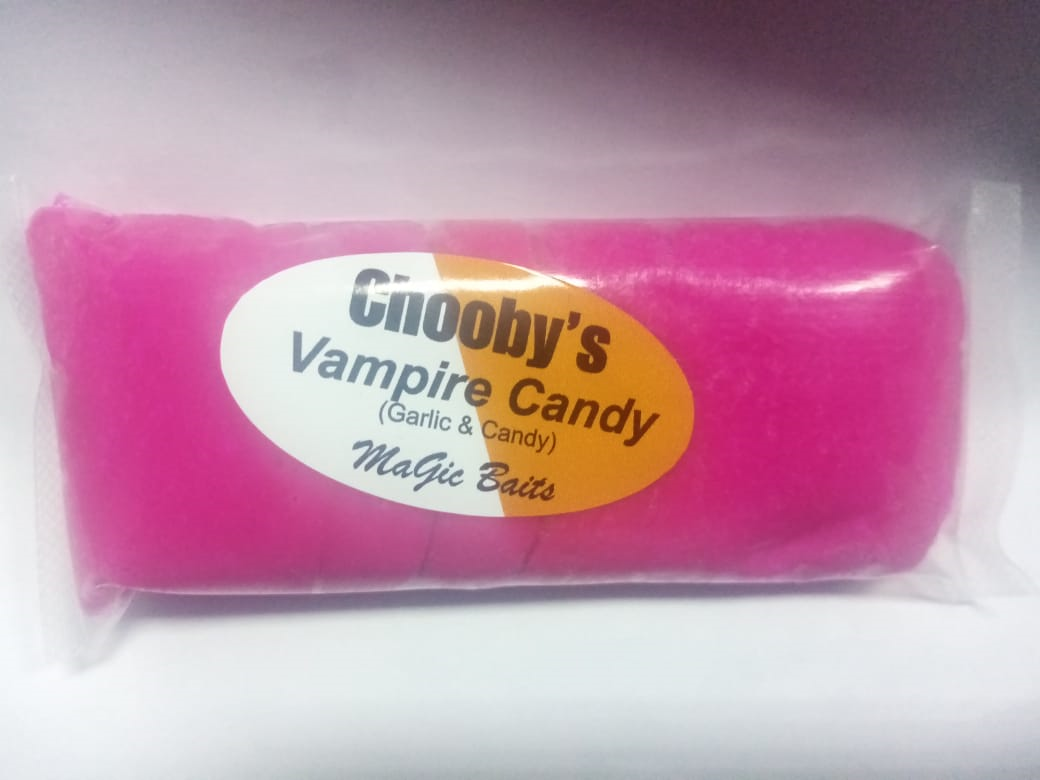 Chooby's
Vampire Candy
(Garlic & Candy)
MaGic Baits